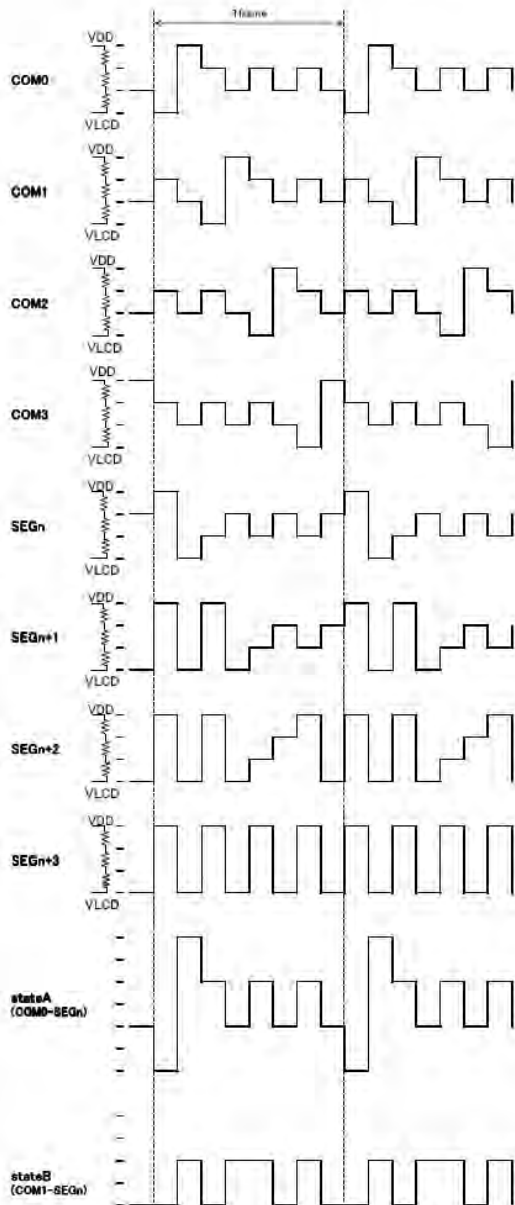 1frame
VDD
COM0
VLCD
VDD
COM1
VLCD
VDD
COM2
VLCD
VDD
COM3
VLCD
VDD
SEGn
VLCD
VDD
SEGn+1
VLCD
VDD
SEGn+2
VLCD
VDD
SEGn+3
VLCD
stateA
(COM0-SEGn)
stateB
(COM1-SEGn)